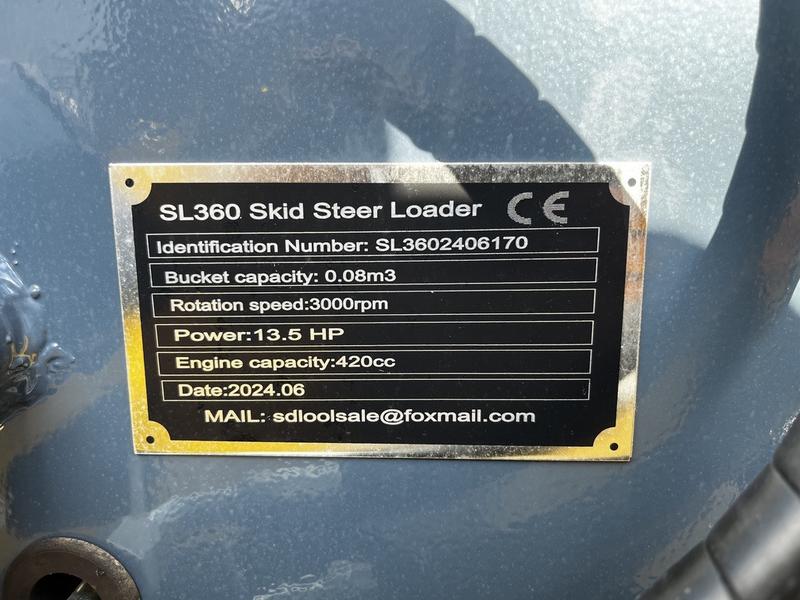 SL360 Skid Steer Loader CE
Identification Number: SL3602406170
Bucket capacity: 0.08m3
Rotation speed:3000rpm
Power:13.5 HP
Engine capacity:420cc
Date:2024.06
MAIL: sdloolsale@foxmail.com